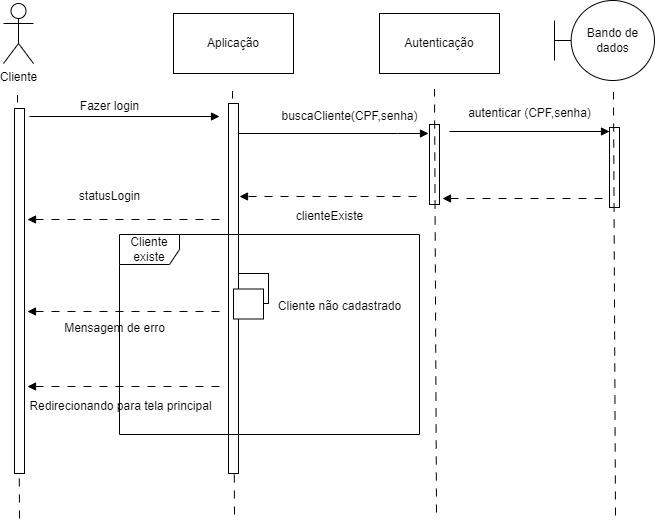 Cliente
Aplicação
Autenticação
Bando de
dados
Fazer login
buscaCliente(CPF,senha)
autenticar (CPF,senha)
statusLogin
clienteExiste
Cliente
existe
Cliente não cadastrado
Mensagem de erro
Redirecionando para tela principal